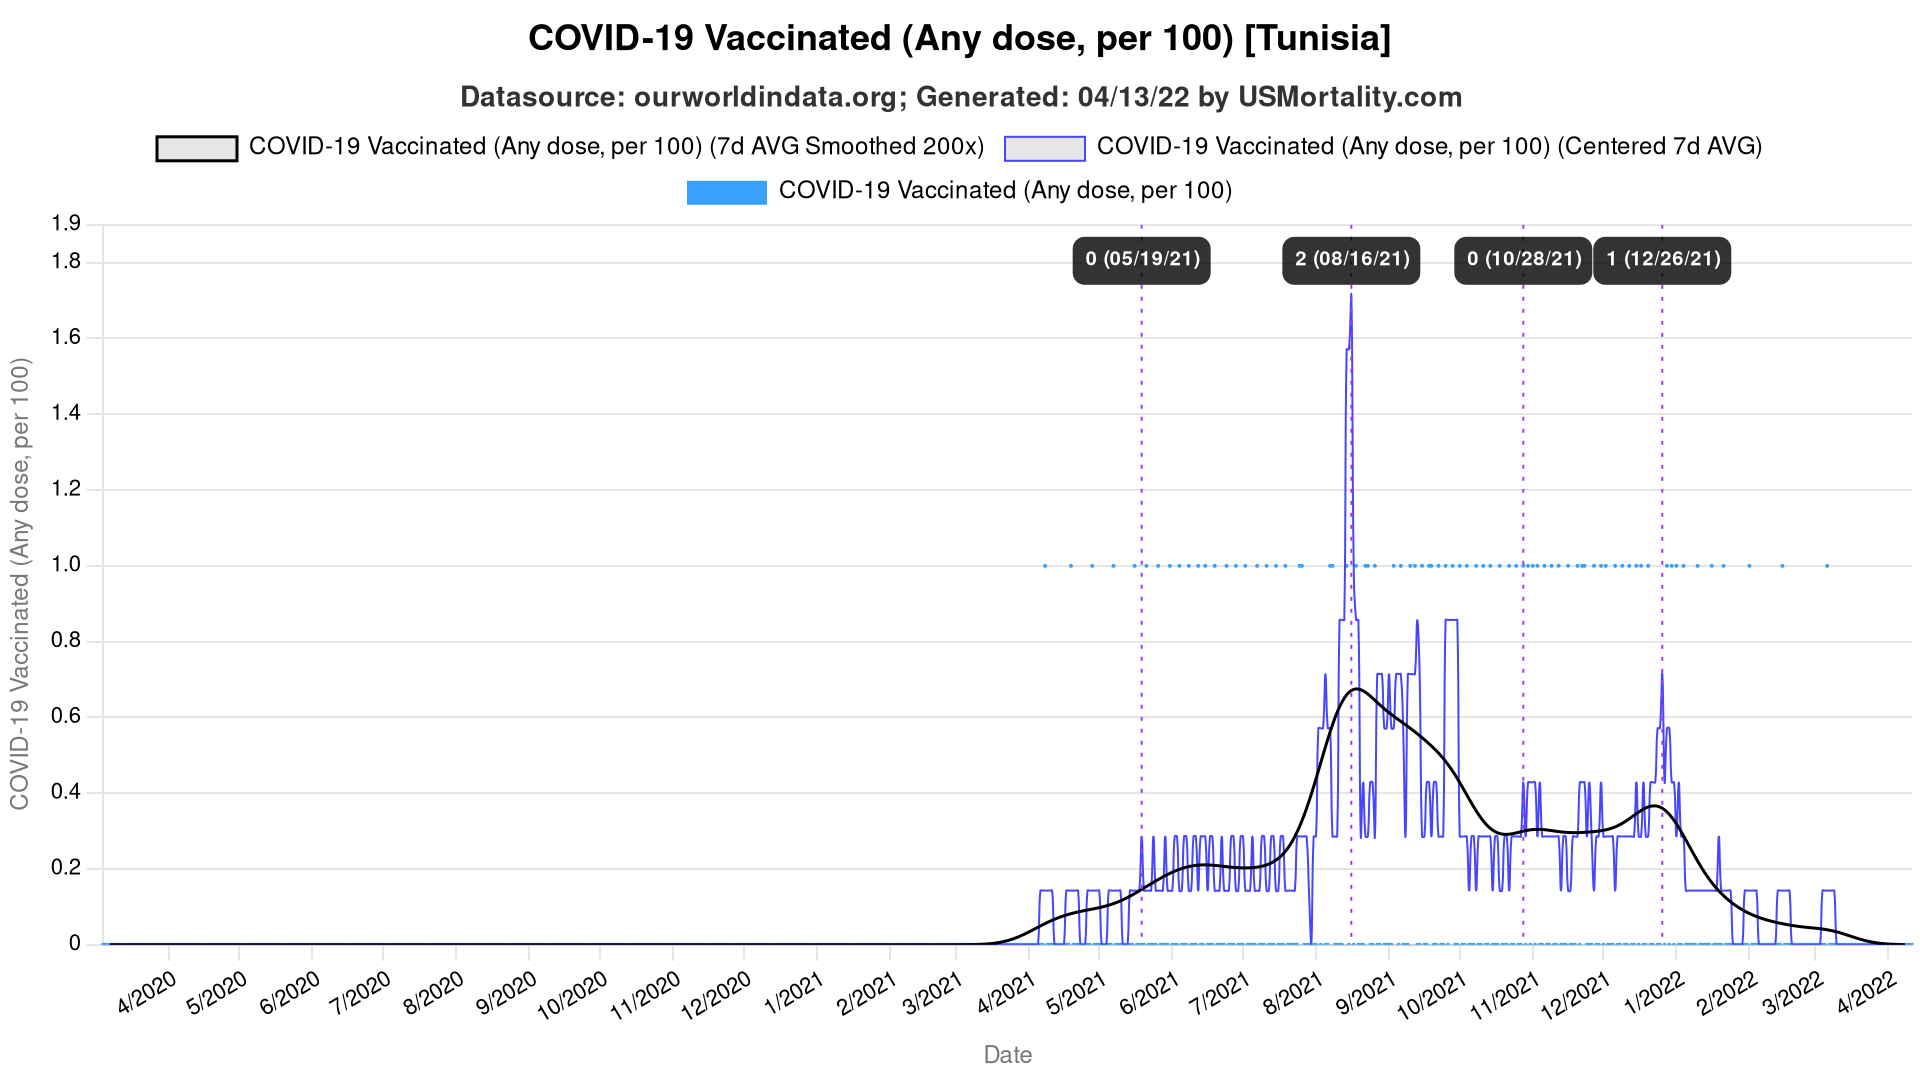 COVID-19 Vaccinated (Any dose, per 100) [Tunisia]
Datasource: ourworldindata.org; Generated: 04/13/22 by USMortality.com
COVID-19 Vaccinated (Any dose, per 100) (7d AVG Smoothed 200x) COVID-19 Vaccinated (Any dose, per 100) (Centered 7d AVG)
COVID-19 Vaccinated (Any dose, per 100)
COVID-19 Vaccinated (Any dose, per 100)
1.9
1.8
1.6
1.4
1.2
1.0
0.8
0.6
0.4
0.2
0
0 (05/19/21) 2 (08/16/21) 0 (10/28/21) 1 (12/26/21)
4/2020 5/2020 6/2020 7/2020 8/2020 9/2020 10/2020 11/2020 12/2020 1/2021 2/2021 3/2021 4/2021 5/2021 6/2021 7/2021 8/2021 9/2021 10/2021 11/2021 12/2021 1/2022 2/2022 3/2022 4/2022
Date